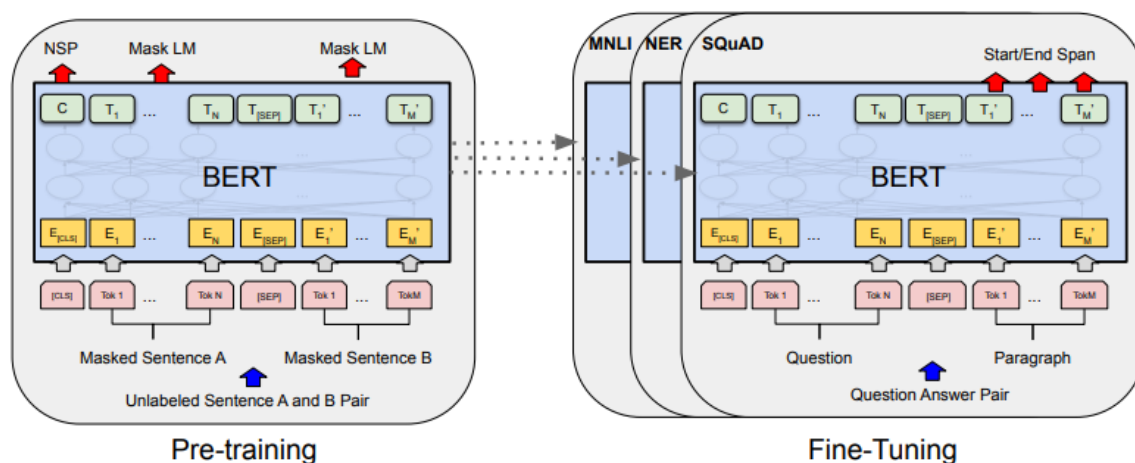 NSP Mask LM Mask LM
C T1 ... TN T[SEP] T1' ... TM'
BERT
E[CLS] E1 ... EN E[SEP] E1' ... EM'
[CLS] Tok 1 ... Tok N [SEP] Tok 1 ... TokM
Masked Sentence A Masked Sentence B
Unlabeled Sentence A and B Pair
Pre-training
MNLI NER SQuAD
Start/End Span
C T1 ... TN T[SEP] T1' ... TM'
BERT
E[CLS] E1 ... EN E[SEP] E1' ... EM'
[CLS] Tok 1 ... Tok N [SEP] Tok 1 ... TokM
Question Paragraph
Question Answer Pair
Fine-Tuning